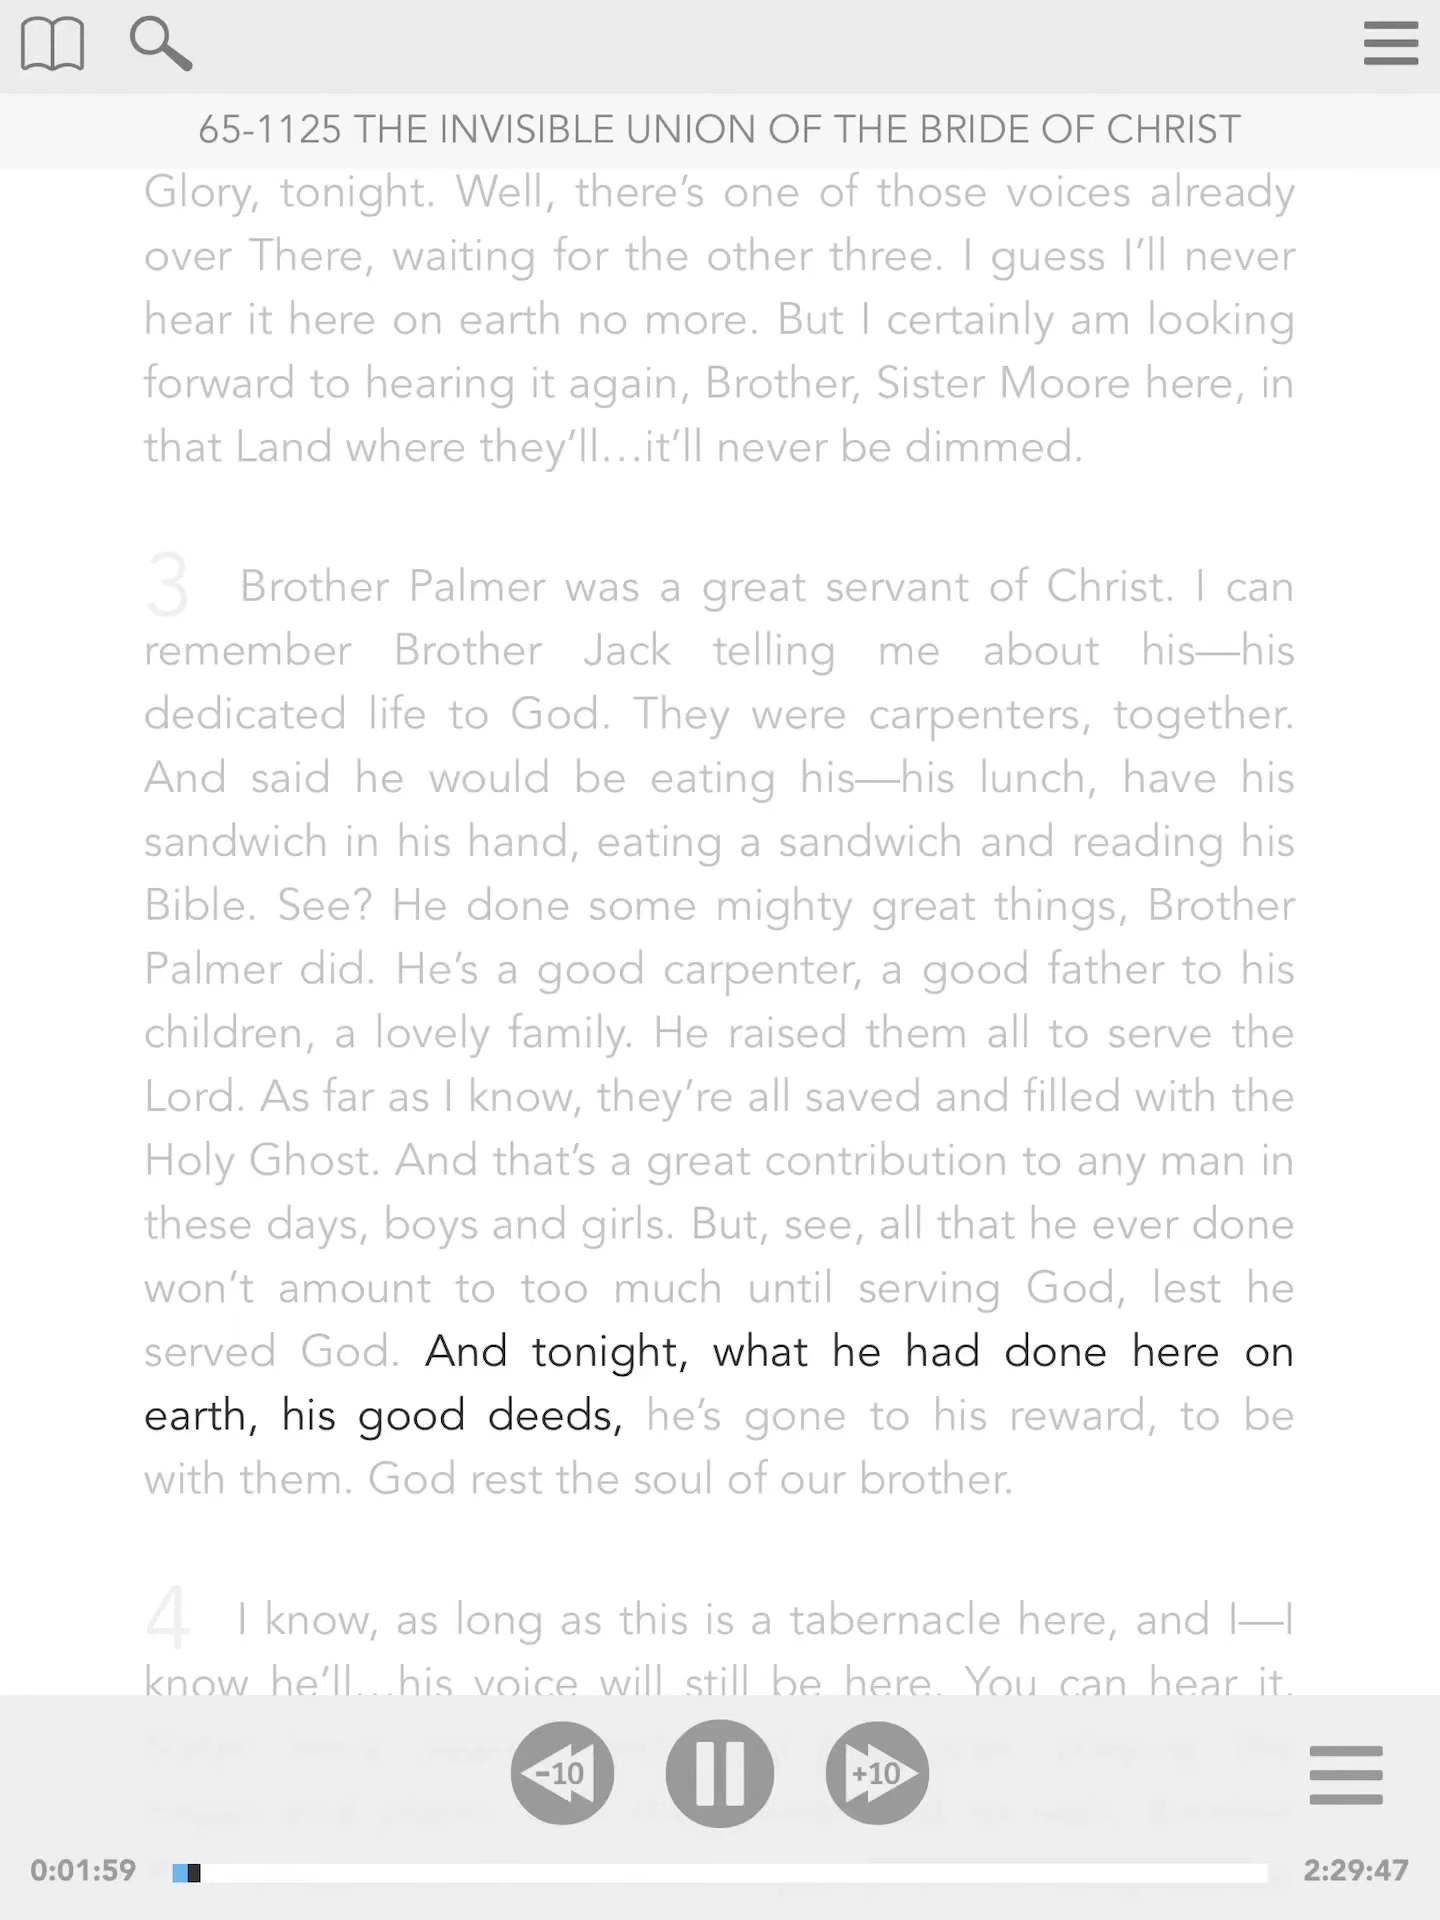 65-1125 THE INVISIBLE UNION OF THE BRIDE OF CHRIST
Glory, tonight. Well, there’s one of those voices already
over There, waiting for the other three. I guess I’ll never
hear it here on earth no more. But I certainly am looking
forward to hearing it again, Brother, Sister Moore here, in
that Land where they’ll…it’ll never be dimmed.
3 Brother Palmer was a great servant of Christ. I can
remember Brother Jack telling me about his—his
dedicated life to God. They were carpenters, together.
And said he would be eating his—his lunch, have his
sandwich in his hand, eating a sandwich and reading his
Bible. See? He done some mighty great things, Brother
Palmer did. He’s a good carpenter, a good father to his
children, a lovely family. He raised them all to serve the
Lord. As far as I know, they’re all saved and filled with the
Holy Ghost. And that’s a great contribution to any man in
these days, boys and girls. But, see, all that he ever done
won’t amount to too much until serving God, lest he
served God. And tonight, what he had done here on
earth, his good deeds, he’s gone to his reward, to be
with them. God rest the soul of our brother.
4 I know, as long as this is a tabernacle here, and I—I
know he’ll…his voice will still be here. You can hear it.
-10
+10
0:01:59
2:29:47